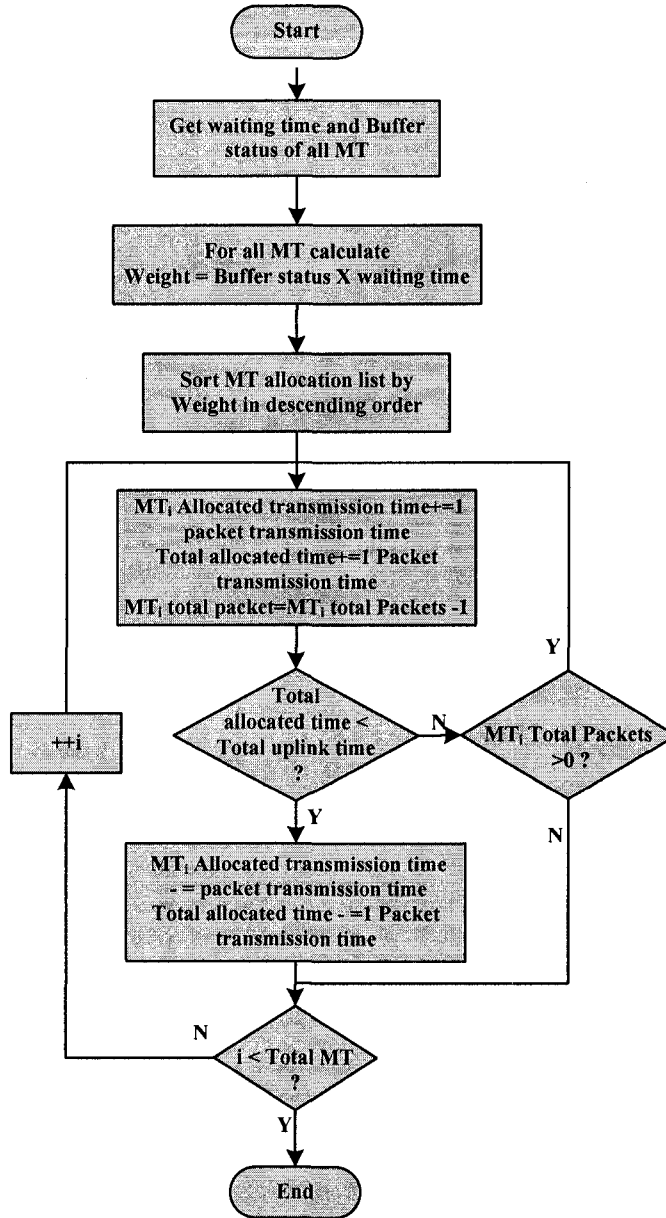 Start
Get waiting time and Buffer
status of all MT
For all MT calculate
Weight = Buffer status X waiting time
Sort MT allocation list by
Weight in descending order
MTi Allocated transmission time+=1
packet transmission time
Total allocated time+=1 Packet
transmission time
MTi total packet=MTi total Packets -1
Y
Total
allocated time <
Total uplink time
?
N
MTi Total Packets
>0 ?
++i
Y
N
MTi Allocated transmission time
- = packet transmission time
Total allocated time - =1 Packet
transmission time
N
i < Total MT
?
Y
End